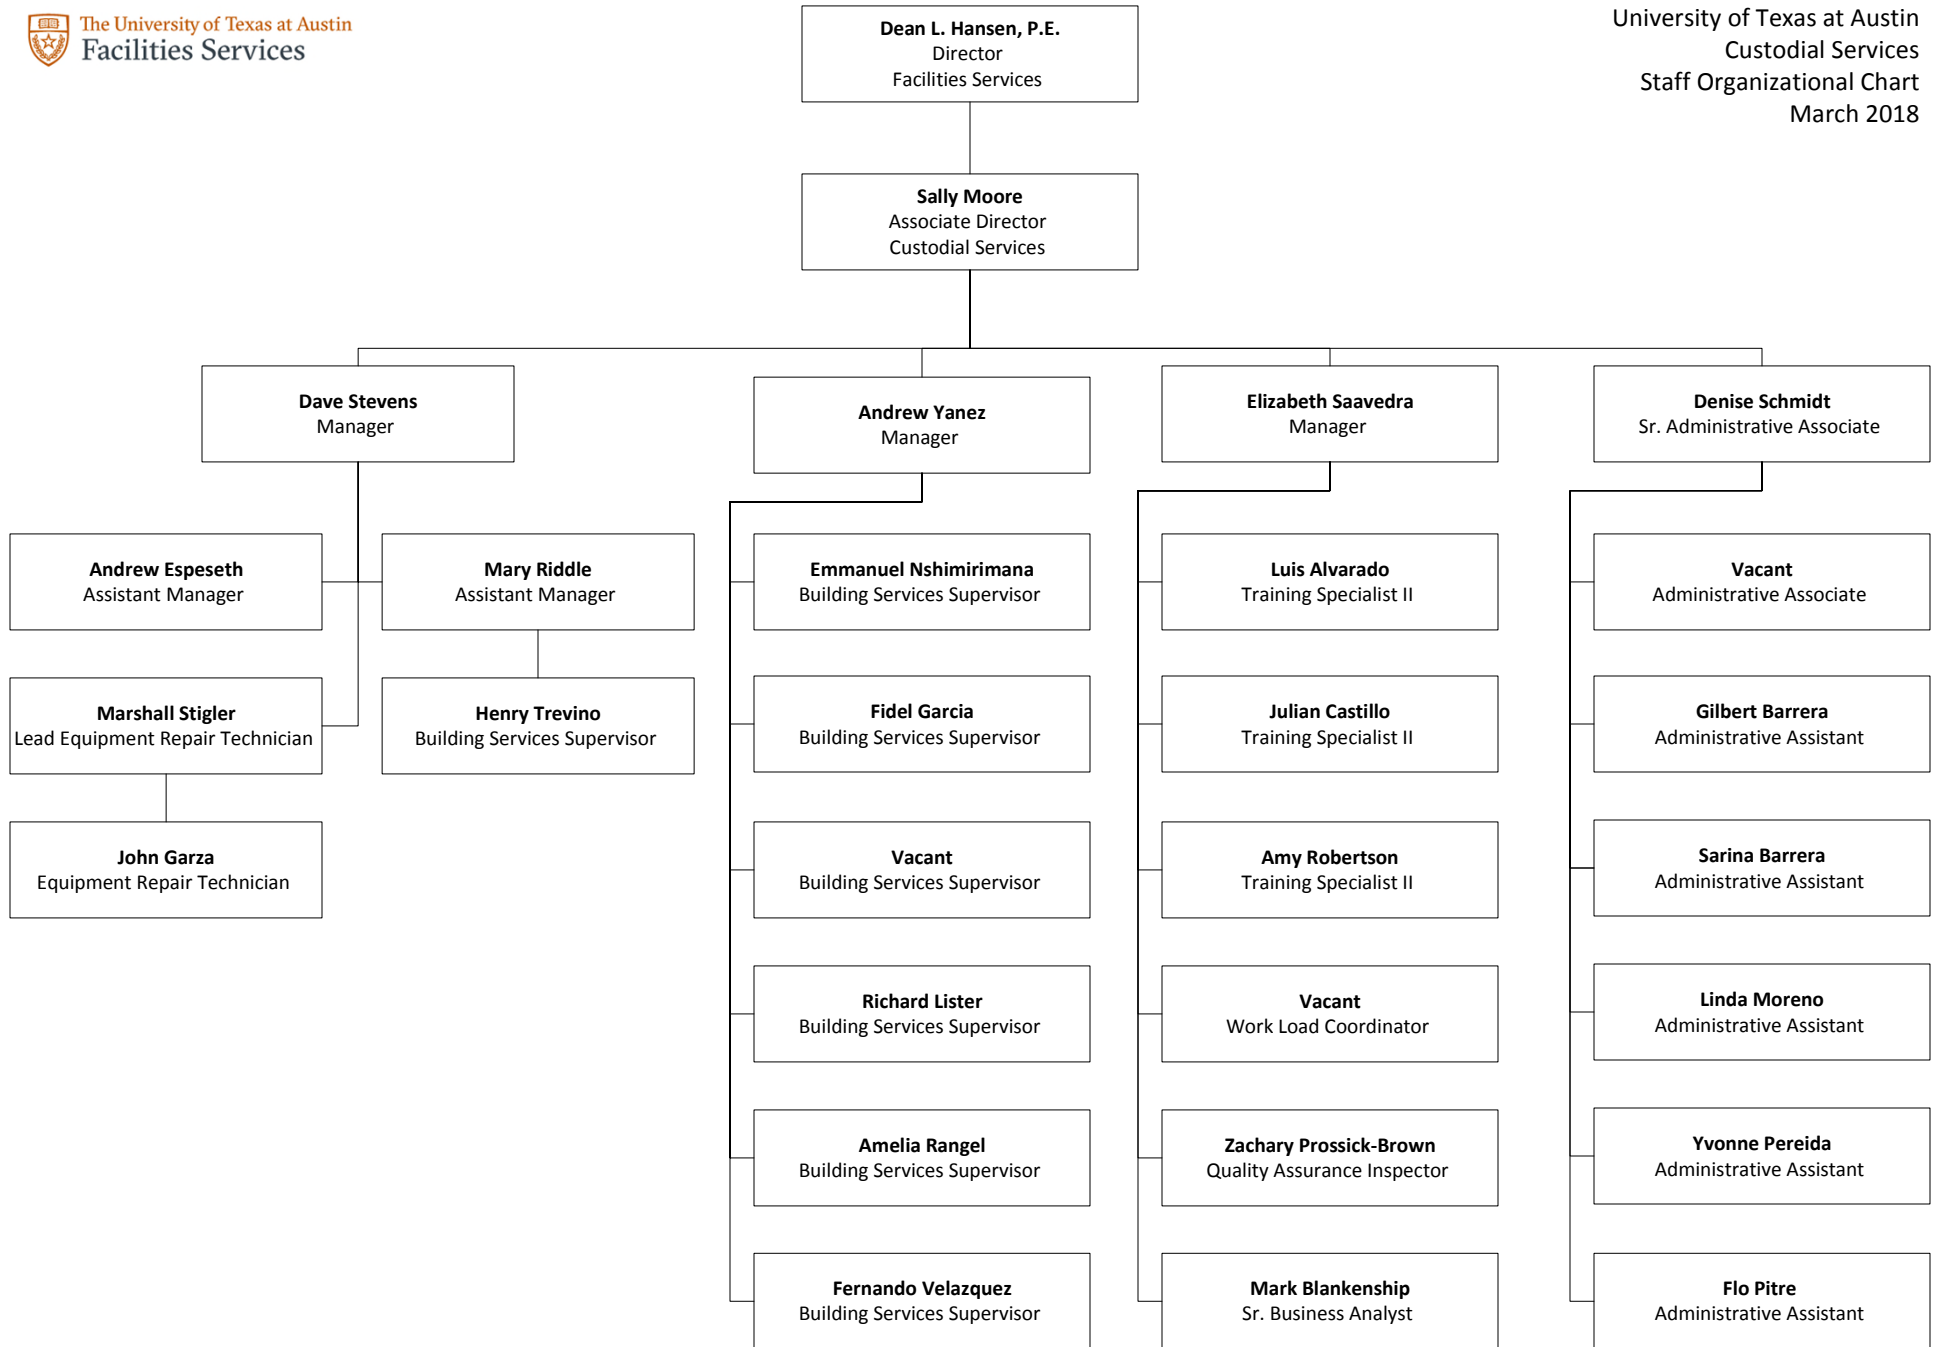 The University of Texas at Austin
Facilities Services
University of Texas at Austin
Custodial Services
Staff Organizational Chart
March 2018
Dean L. Hansen, P.E.
Director
Facilities Services
Sally Moore
Associate Director
Custodial Services
Dave Stevens
Manager
Andrew Yanez
Manager
Elizabeth Saavedra
Manager
Denise Schmidt
Sr. Administrative Associate
Andrew Espeseth
Assistant Manager
Mary Riddle
Assistant Manager
Marshall Stigler
Lead Equipment Repair Technician
Henry Trevino
Building Services Supervisor
John Garza
Equipment Repair Technician
Emmanuel Nshimirimana
Building Services Supervisor
Fidel Garcia
Building Services Supervisor
Vacant
Building Services Supervisor
Richard Lister
Building Services Supervisor
Amelia Rangel
Building Services Supervisor
Fernando Velazquez
Building Services Supervisor
Luis Alvarado
Training Specialist II
Julian Castillo
Training Specialist II
Amy Robertson
Training Specialist II
Vacant
Work Load Coordinator
Zachary Prossick-Brown
Quality Assurance Inspector
Mark Blankenship
Sr. Business Analyst
Vacant
Administrative Associate
Gilbert Barrera
Administrative Assistant
Sarina Barrera
Administrative Assistant
Linda Moreno
Administrative Assistant
Yvonne Pereida
Administrative Assistant
Flo Pitre
Administrative Assistant